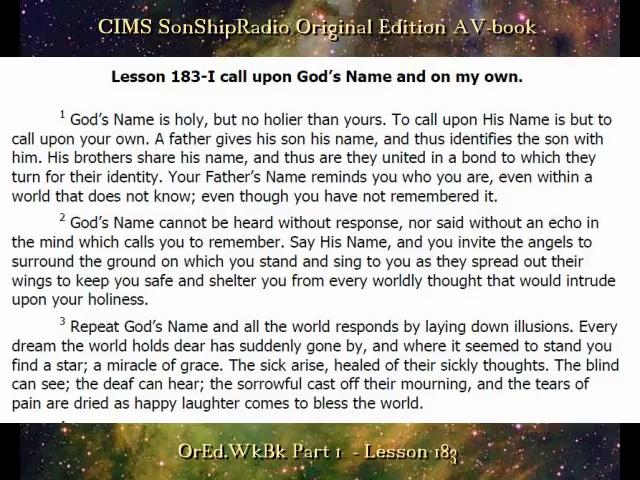 CIMS SonShipRadio Original Edition AV-book
Lesson 183-I call upon God's Name and on my own.
1 God's Name is holy, but no holier than yours. To call upon His Name is but to
call upon your own. A father gives his son his name, and thus identifies the son with
him. His brothers share his name, and thus are they united in a bond to which they
turn for their identity. Your Father's Name reminds you who you are, even within a
world that does not know; even though you have not remembered it.
2 God's Name cannot be heard without response, nor said without an echo in
the mind which calls you to remember. Say His Name, and you invite the angels to
surround the ground on which you stand and sing to you as they spread out their
wings to keep you safe and shelter you from every worldly thought that would intrude
upon your holiness.
3 Repeat God's Name and all the world responds by laying down illusions. Every
dream the world holds dear has suddenly gone by, and where it seemed to stand you
find a star; a miracle of grace. The sick arise, healed of their sickly thoughts. The blind
can see; the deaf can hear; the sorrowful cast off their mourning, and the tears of
pain are dried as happy laughter comes to bless the world.
OrEd.WkBk Part 1 - Lesson 183